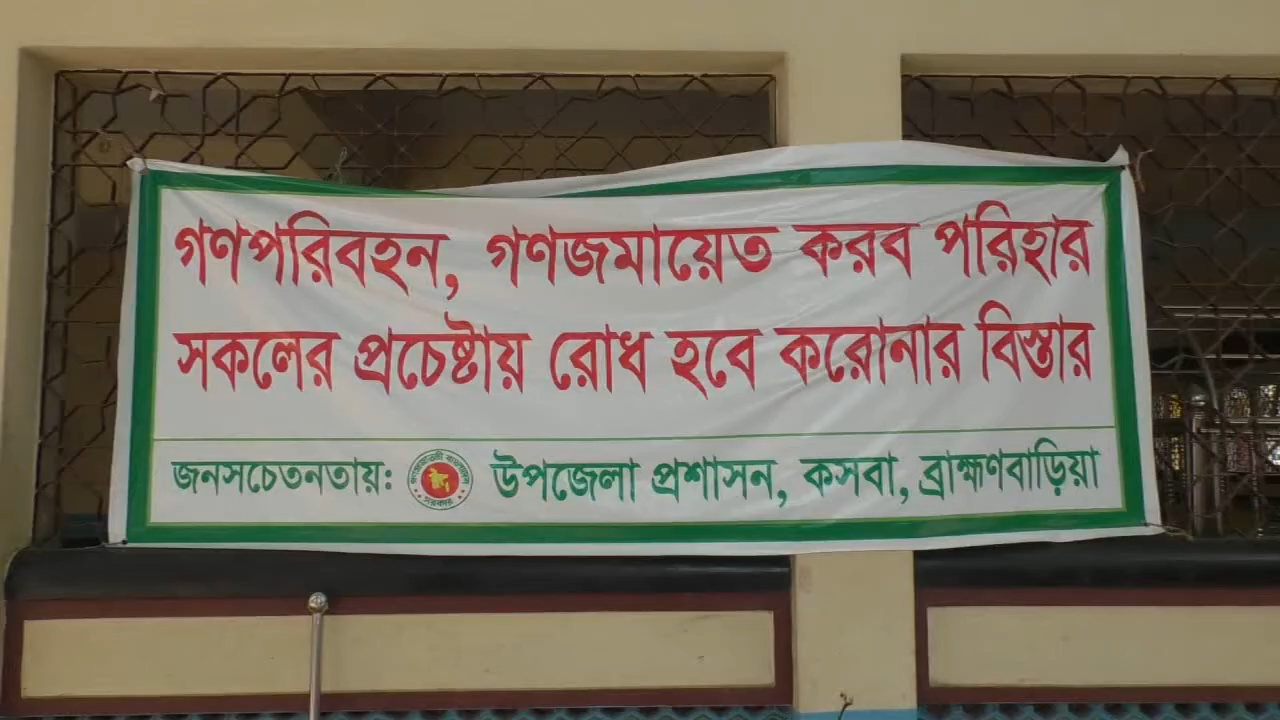 গণপরিবহন, গণজমায়েত করব পরিহার
সকলের প্রচেষ্টায় রোধ হবে করোনার বিস্তার
জনসচেতনতায়: উপজেলা প্রশাসন, কসবা, ব্রাহ্মণবাড়িয়া